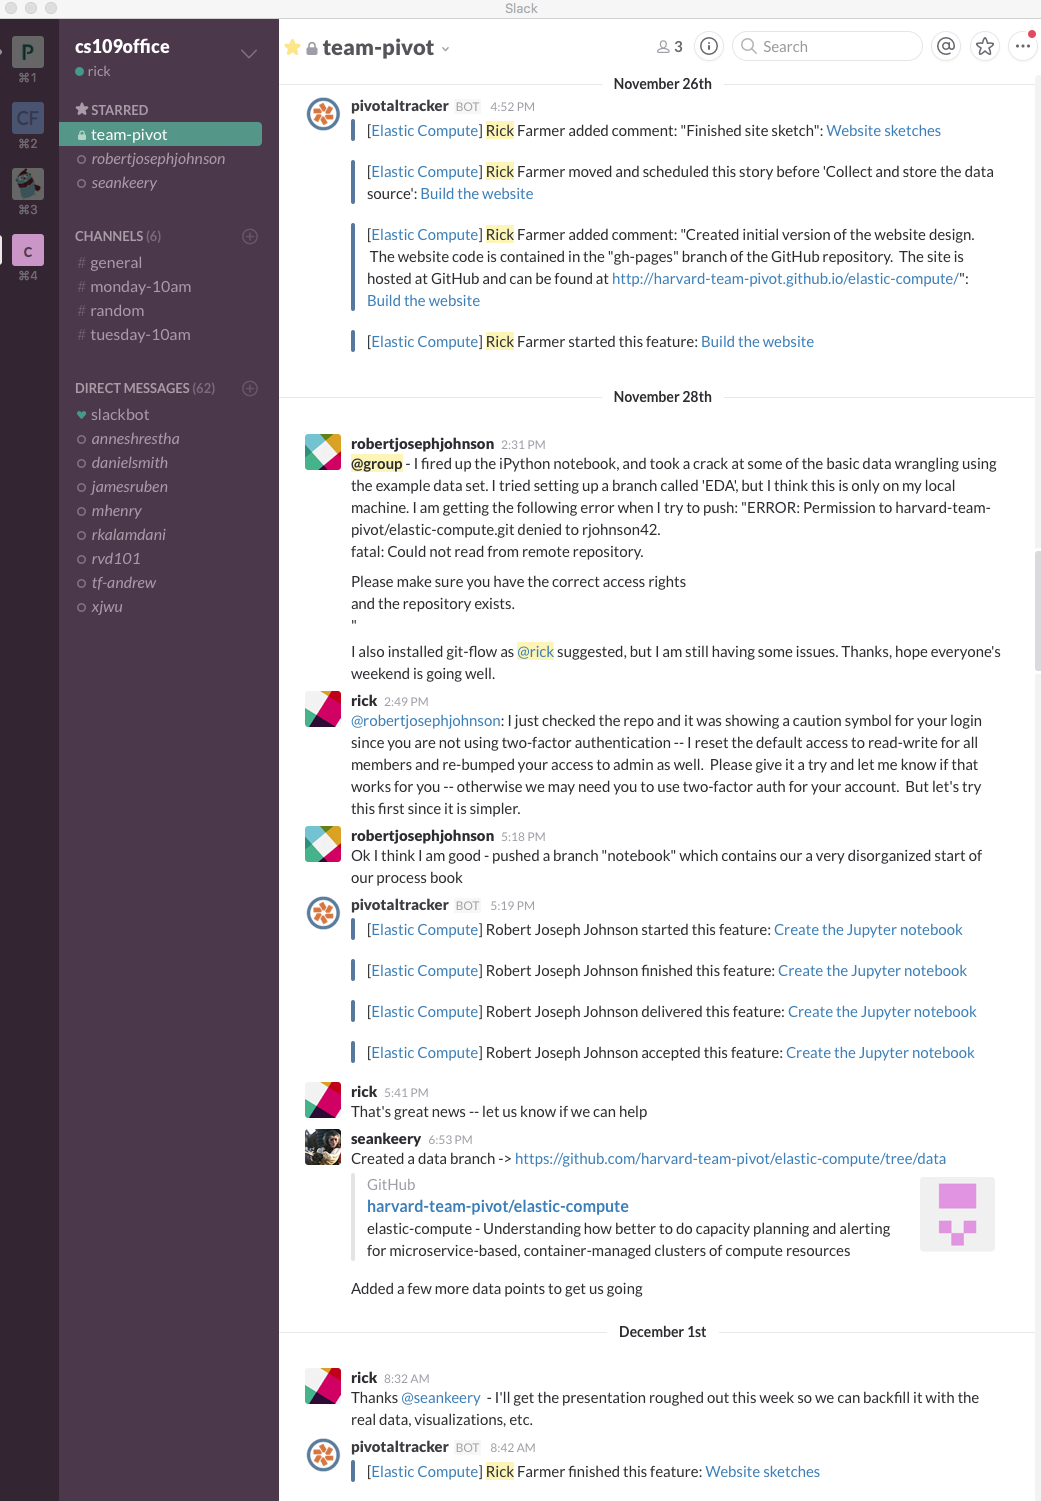 Slack
P
⌘1
CF
⌘2
⌘3
C
⌘4
cs109office
rick
STARRED
team-pivot
robertjosephjohnson
seankeery
CHANNELS (6)
# general
# monday-10am
# random
# tuesday-10am
DIRECT MESSAGES (62)
slackbot
anneshrestha
danielsmith
jamesruben
mhenry
rkalamdani
rvd101
tf-andrew
xjwu
team-pivot
3
Search
November 26th
pivotaltracker BOT 4:52 PM
[Elastic Compute] Rick Farmer added comment: "Finished site sketch": Website sketches
[Elastic Compute] Rick Farmer moved and scheduled this story before 'Collect and store the data
source': Build the website
[Elastic Compute] Rick Farmer added comment: "Created initial version of the website design.
The website code is contained in the "gh-pages" branch of the GitHub repository. The site is
hosted at GitHub and can be found at http://harvard-team-pivot.github.io/elastic-compute/":
Build the website
[Elastic Compute] Rick Farmer started this feature: Build the website
November 28th
robertjosephjohnson 2:31 PM
@group - I fired up the iPython notebook, and took a crack at some of the basic data wrangling using
the example data set. I tried setting up a branch called 'EDA', but I think this is only on my local
machine. I am getting the following error when I try to push: "ERROR: Permission to harvard-team-
pivot/elastic-compute.git denied to rjohnson42.
fatal: Could not read from remote repository.
Please make sure you have the correct access rights
and the repository exists.
"
I also installed git-flow as @rick suggested, but I am still having some issues. Thanks, hope everyone's
weekend is going well.
rick 2:49 PM
@robertjosephjohnson: I just checked the repo and it was showing a caution symbol for your login
since you are not using two-factor authentication -- I reset the default access to read-write for all
members and re-bumped your access to admin as well. Please give it a try and let me know if that
works for you -- otherwise we may need you to use two-factor auth for your account. But let's try
this first since it is simpler.
robertjosephjohnson 5:18 PM
Ok I think I am good - pushed a branch "notebook" which contains our a very disorganized start of
our process book
pivotaltracker BOT 5:19 PM
[Elastic Compute] Robert Joseph Johnson started this feature: Create the Jupyter notebook
[Elastic Compute] Robert Joseph Johnson finished this feature: Create the Jupyter notebook
[Elastic Compute] Robert Joseph Johnson delivered this feature: Create the Jupyter notebook
[Elastic Compute] Robert Joseph Johnson accepted this feature: Create the Jupyter notebook
rick 5:41 PM
That's great news -- let us know if we can help
seankeery 6:53 PM
Created a data branch -> https://github.com/harvard-team-pivot/elastic-compute/tree/data
GitHub
harvard-team-pivot/elastic-compute
elastic-compute - Understanding how better to do capacity planning and alerting
for microservice-based, container-managed clusters of compute resources
Added a few more data points to get us going
December 1st
rick 8:32 AM
Thanks @seankeery - I'll get the presentation roughed out this week so we can backfill it with the
real data, visualizations, etc.
pivotaltracker BOT 8:42 AM
[Elastic Compute] Rick Farmer finished this feature: Website sketches